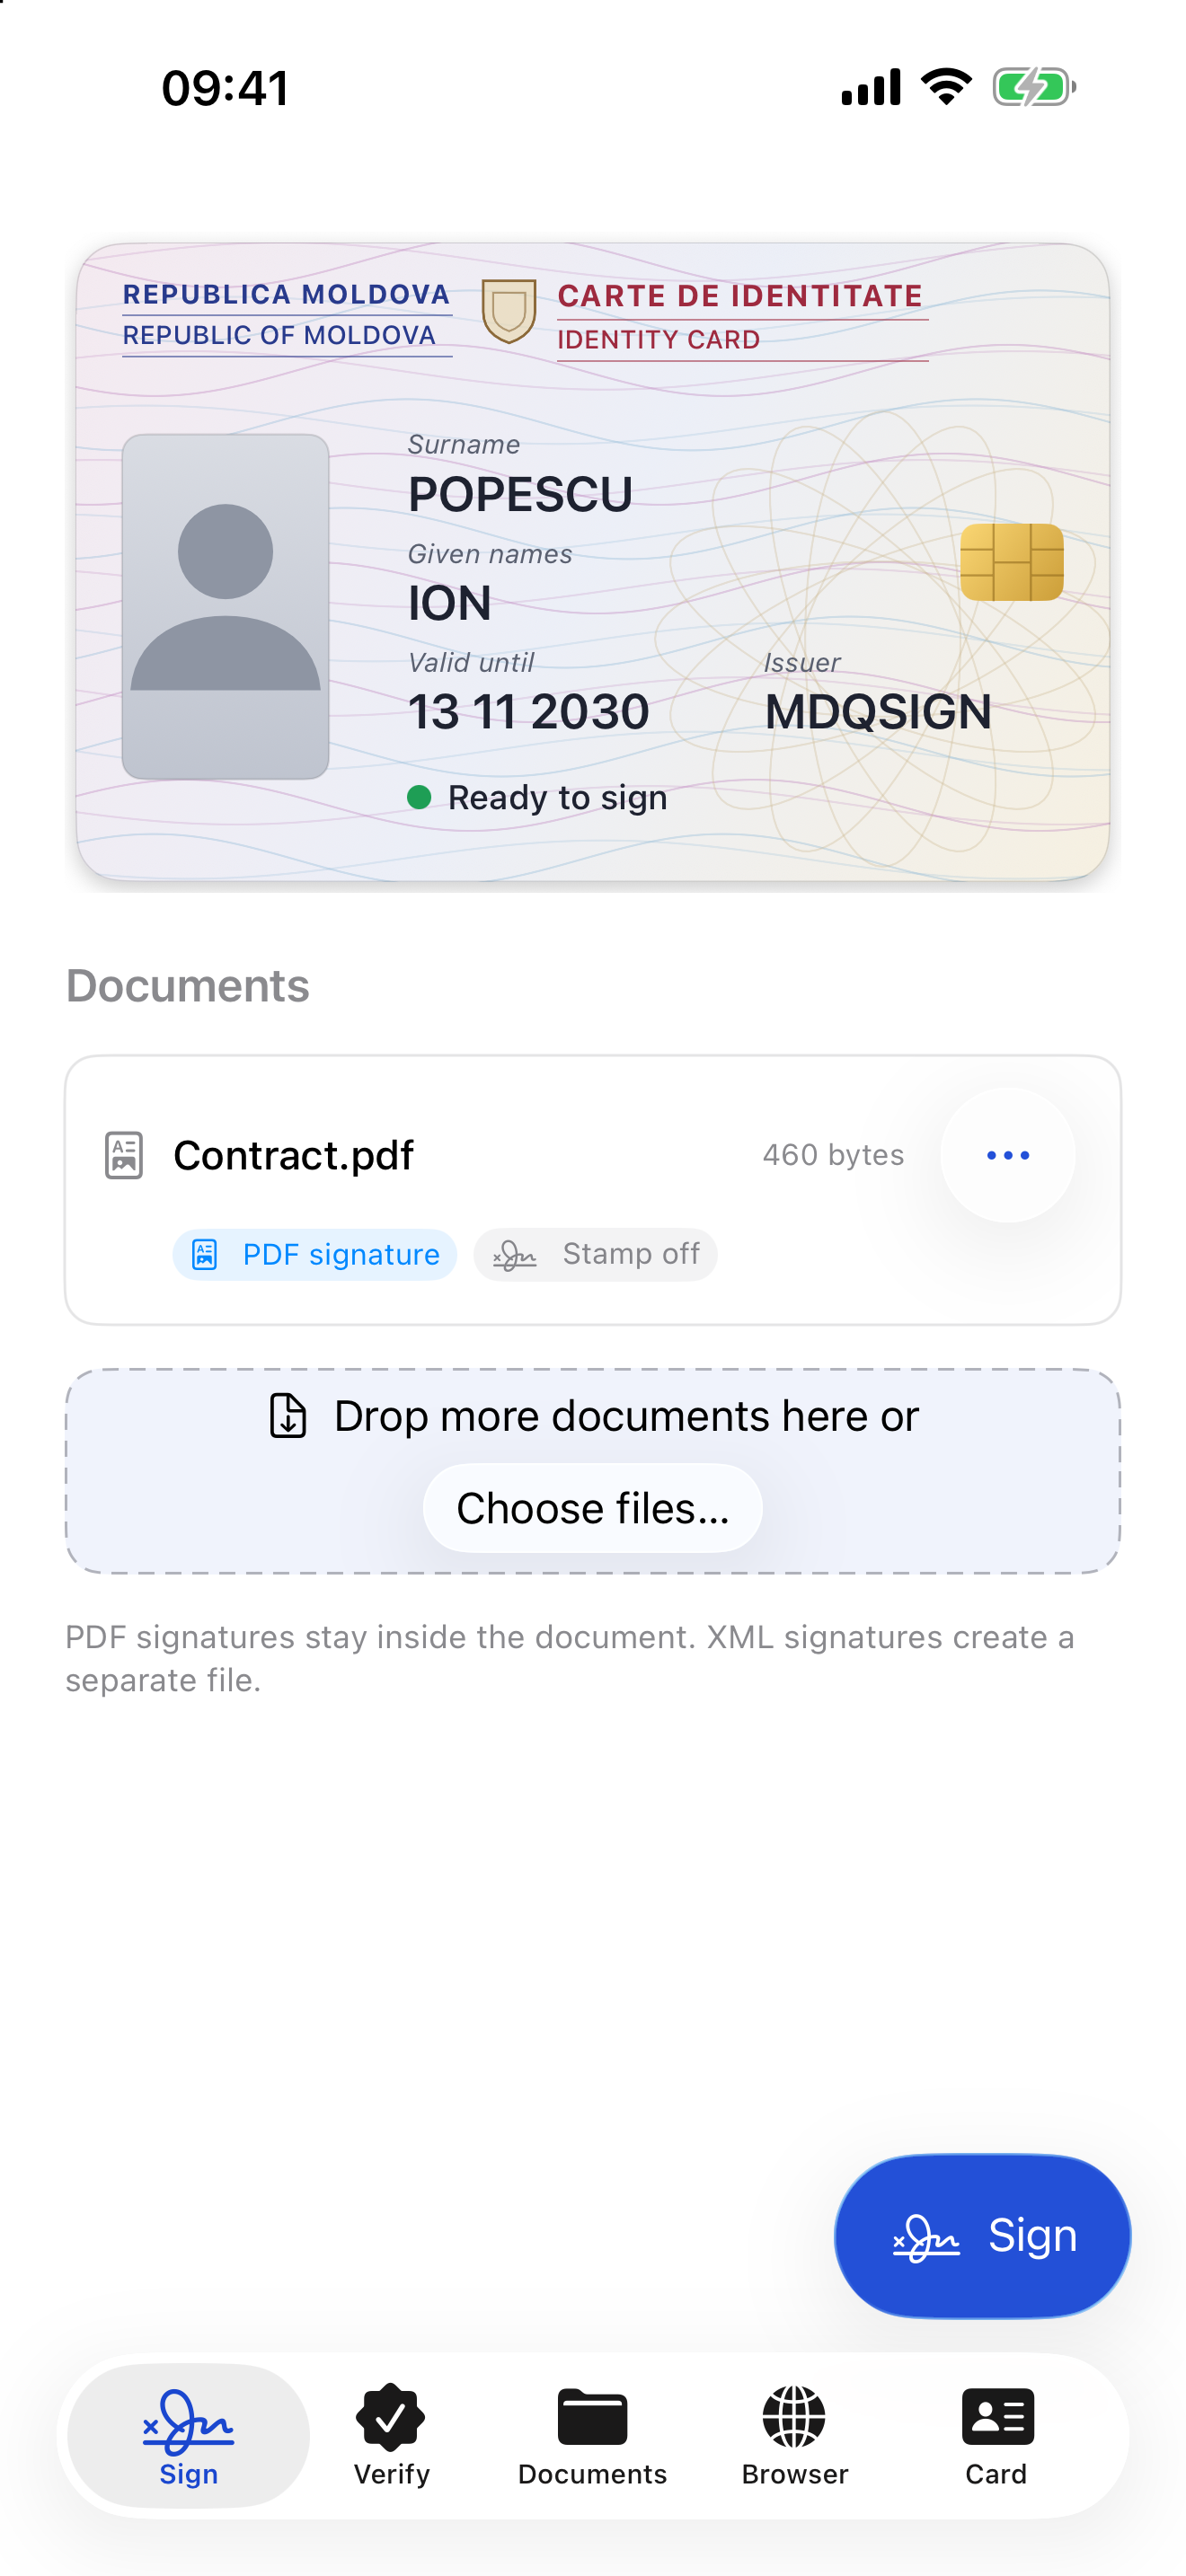 09:41
REPUBLICA MOLDOVA
REPUBLIC OF MOLDOVA
CARTE DE IDENTITATE
IDENTITY CARD
Surname
POPESCU
Given names
ION
Valid until
13 11 2030
Issuer
MDQSIGN
Ready to sign
Documents
Contract.pdf
460 bytes
PDF signature
Stamp off
Drop more documents here or
Choose files...
PDF signatures stay inside the document. XML signatures create a
separate file.
Sign
Sign
Verify
Documents
Browser
Card